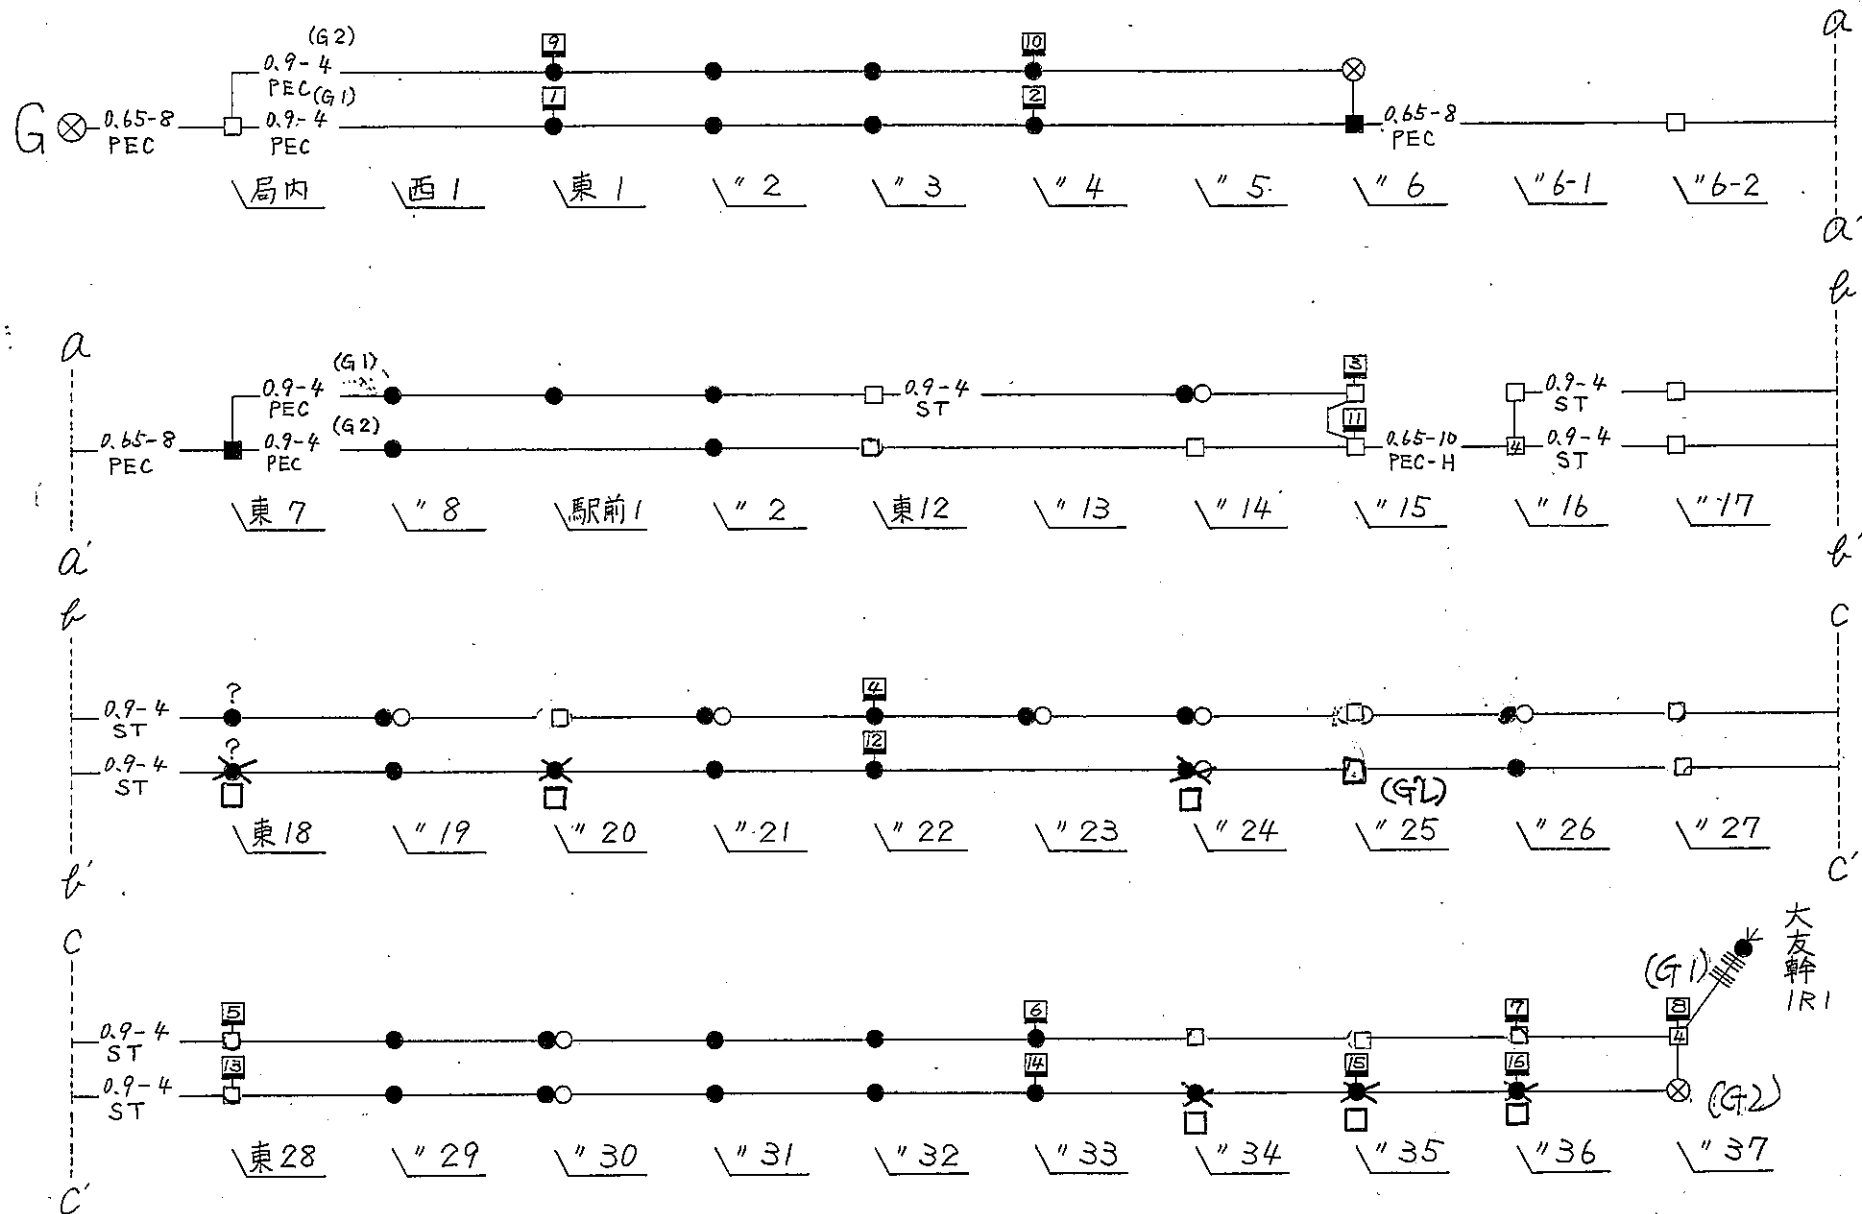 (G2)
9 10 a
0.9-4
PEC (G1) 1 2
G 0.65-8 PEC 0.9-4 PEC 0.65-8 PEC
局内 西1 東1 〃2 〃3 〃4 〃5 〃6 〃6-1 〃6-2
a'
b
a (G1) 3
0.9-4 PEC 0.9-4 ST 0.9-4 ST
(G2) 11
0.65-8 PEC 0.9-4 PEC 0.65-10 PEC-H 4 0.9-4 ST
東7 〃8 駅前1 〃2 東12 〃13 〃14 〃15 〃16 〃17
a' b'
b c
? 4
0.9-4 ST
? 12
0.9-4 ST
(G2)
東18 〃19 〃20 〃21 〃22 〃23 〃24 〃25 〃26 〃27
b' c'
c 大友幹1R1
(G1)
5 6 7 8
0.9-4 ST 4
13 14 15 16
0.9-4 ST (G2)
東28 〃29 〃30 〃31 〃32 〃33 〃34 〃35 〃36 〃37
c'